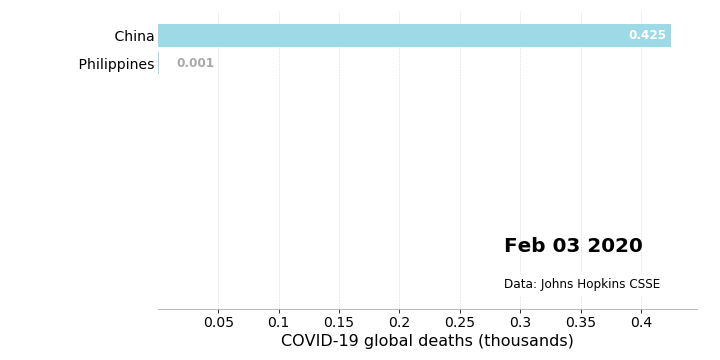 China 0.425
Philippines 0.001
Feb 03 2020
Data: Johns Hopkins CSSE
0.05 0.1 0.15 0.2 0.25 0.3 0.35 0.4
COVID-19 global deaths (thousands)